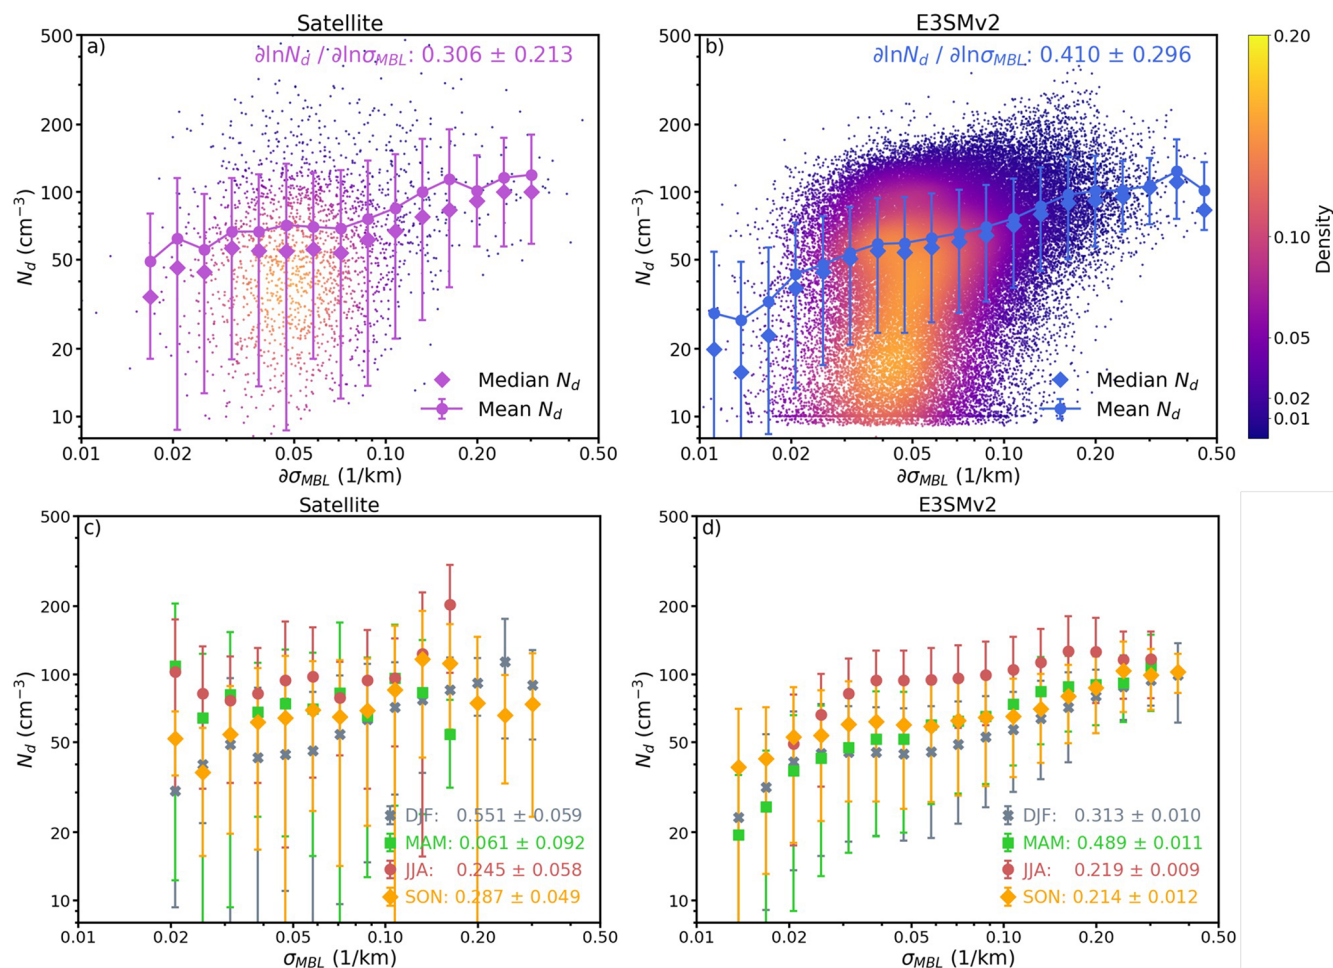 Satellite
a)
∂lnN_d / ∂lnσ_MBL: 0.306 ± 0.213
500
200
100
50
20
10
N_d (cm⁻³)
Median N_d
Mean N_d
0.01 0.02 0.05 0.10 0.20 0.50
∂σ_MBL (1/km)
E3SMv2
b)
∂lnN_d / ∂lnσ_MBL: 0.410 ± 0.296
500
200
100
50
20
10
N_d (cm⁻³)
Median N_d
Mean N_d
0.01 0.02 0.05 0.10 0.20 0.50
∂σ_MBL (1/km)
0.20
0.10
0.05
0.02
0.01
Density
Satellite
c)
500
200
100
50
20
10
N_d (cm⁻³)
DJF: 0.551 ± 0.059
MAM: 0.061 ± 0.092
JJA: 0.245 ± 0.058
SON: 0.287 ± 0.049
0.01 0.02 0.05 0.10 0.20 0.50
σ_MBL (1/km)
E3SMv2
d)
500
200
100
50
20
10
N_d (cm⁻³)
DJF: 0.313 ± 0.010
MAM: 0.489 ± 0.011
JJA: 0.219 ± 0.009
SON: 0.214 ± 0.012
0.01 0.02 0.05 0.10 0.20 0.50
σ_MBL (1/km)